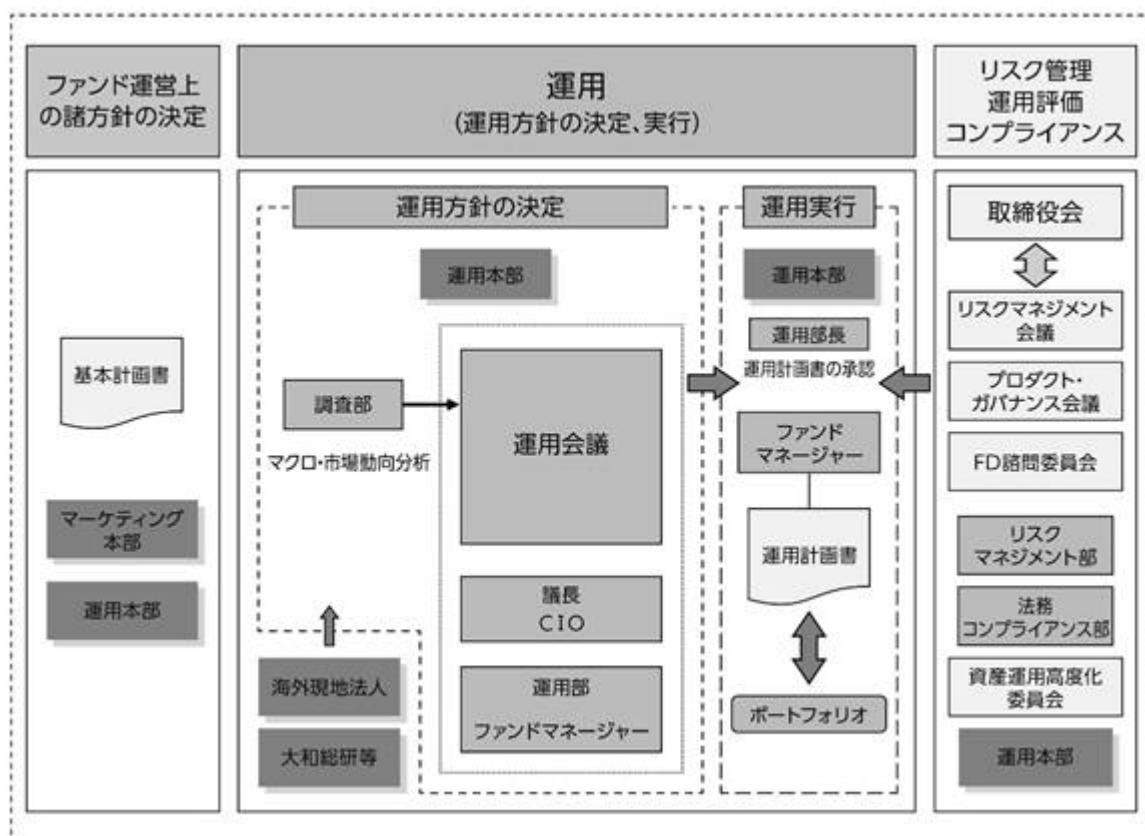 ファンド運営上
の諸方針の決定
運用
(運用方針の決定、実行)
リスク管理
運用評価
コンプライアンス
基本計画書
マーケティング
本部
運用本部
運用方針の決定
運用本部
調査部
マクロ・市場動向分析
運用会議
議長
CIO
運用部
ファンドマネージャー
海外現地法人
大和総研等
運用実行
運用本部
運用部長
運用計画書の承認
ファンド
マネージャー
運用計画書
ポートフォリオ
取締役会
リスクマネジメント
会議
プロダクト・
ガバナンス会議
FD諮問委員会
リスク
マネジメント部
法務
コンプライアンス部
資産運用高度化
委員会
運用本部